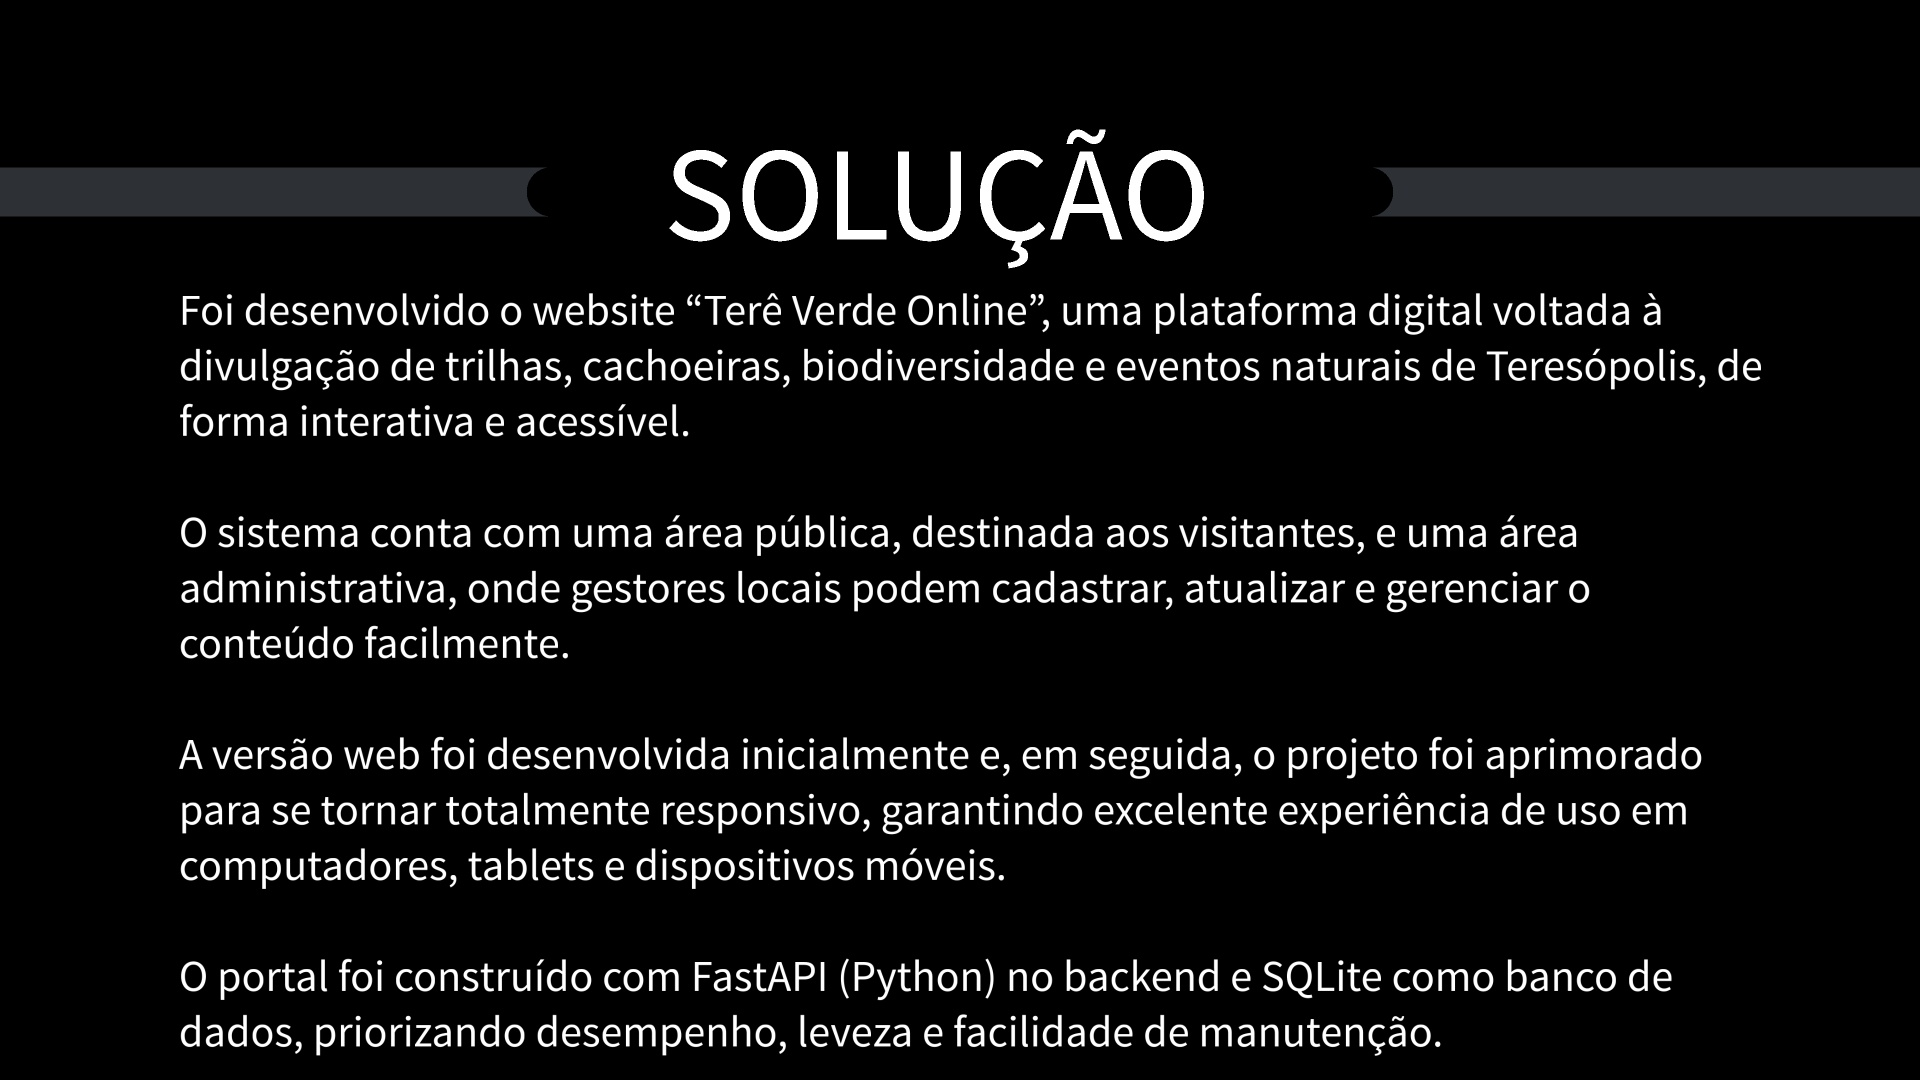 SOLUÇÃO
Foi desenvolvido o website “Terê Verde Online”, uma plataforma digital voltada à
divulgação de trilhas, cachoeiras, biodiversidade e eventos naturais de Teresópolis, de
forma interativa e acessível.
O sistema conta com uma área pública, destinada aos visitantes, e uma área
administrativa, onde gestores locais podem cadastrar, atualizar e gerenciar o
conteúdo facilmente.
A versão web foi desenvolvida inicialmente e, em seguida, o projeto foi aprimorado
para se tornar totalmente responsivo, garantindo excelente experiência de uso em
computadores, tablets e dispositivos móveis.
O portal foi construído com FastAPI (Python) no backend e SQLite como banco de
dados, priorizando desempenho, leveza e facilidade de manutenção.